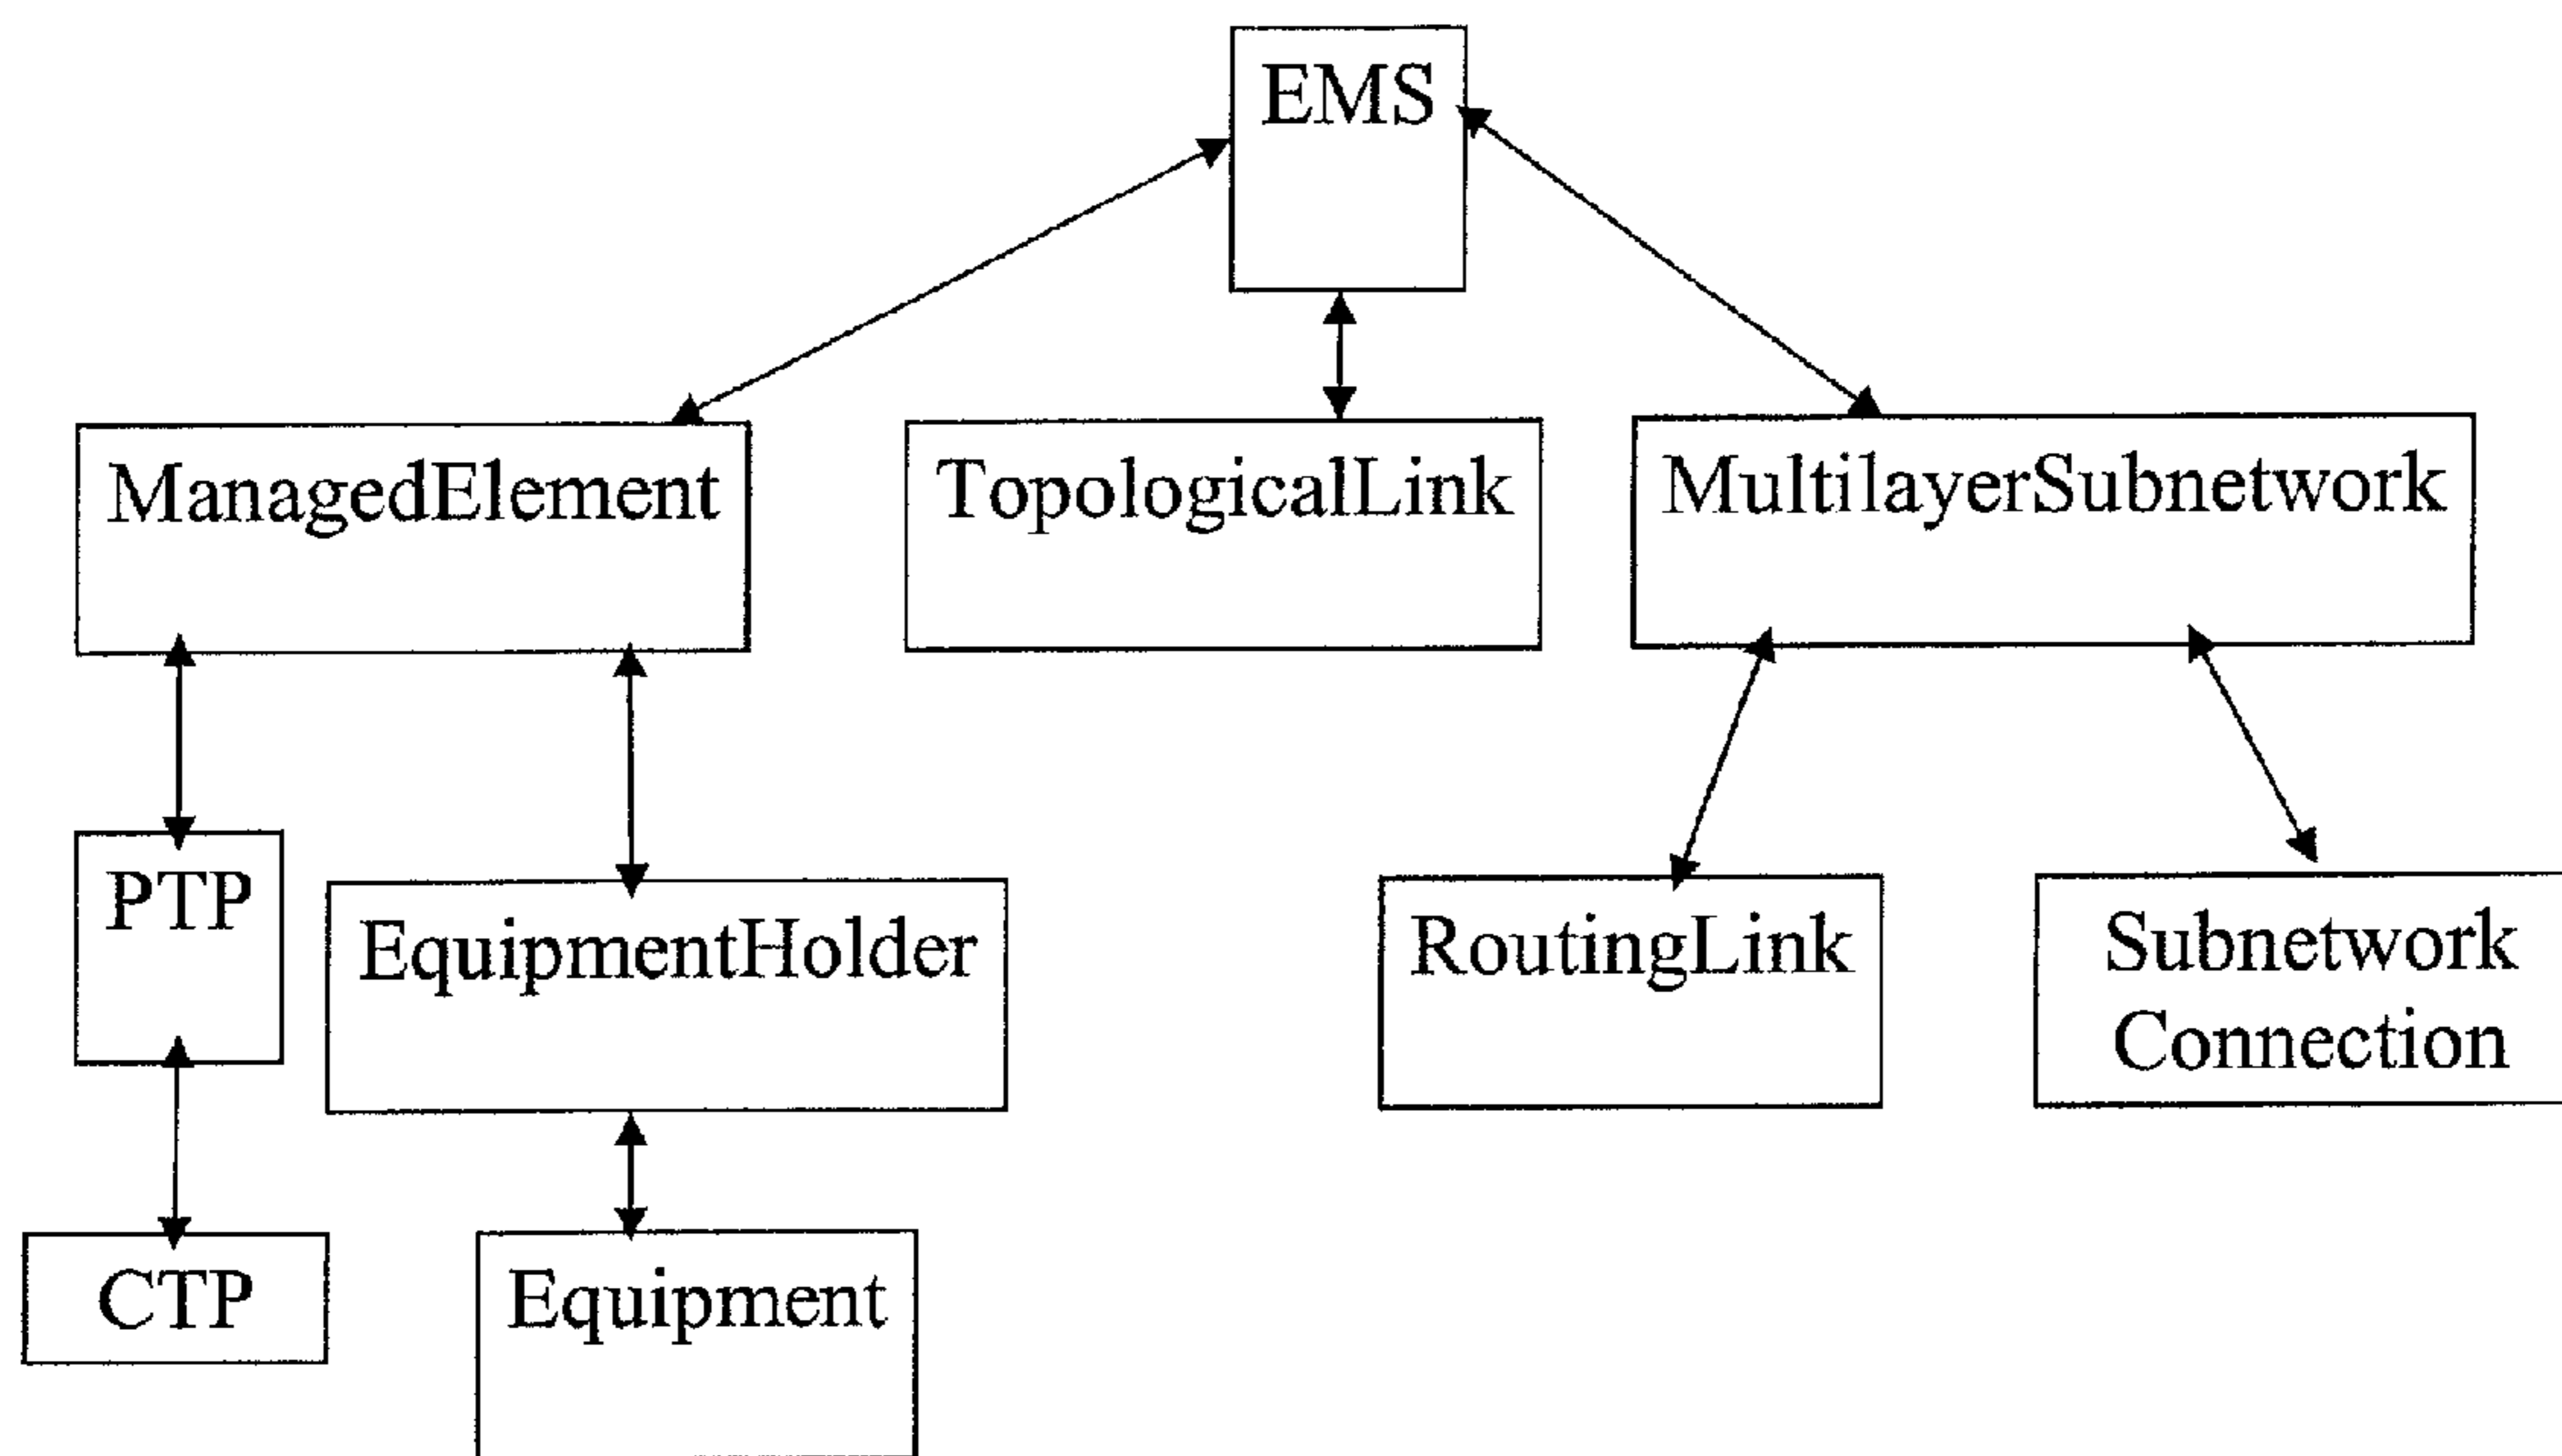 EMS
ManagedElement
TopologicalLink
MultilayerSubnetwork
PTP
EquipmentHolder
RoutingLink
Subnetwork
Connection
CTP
Equipment